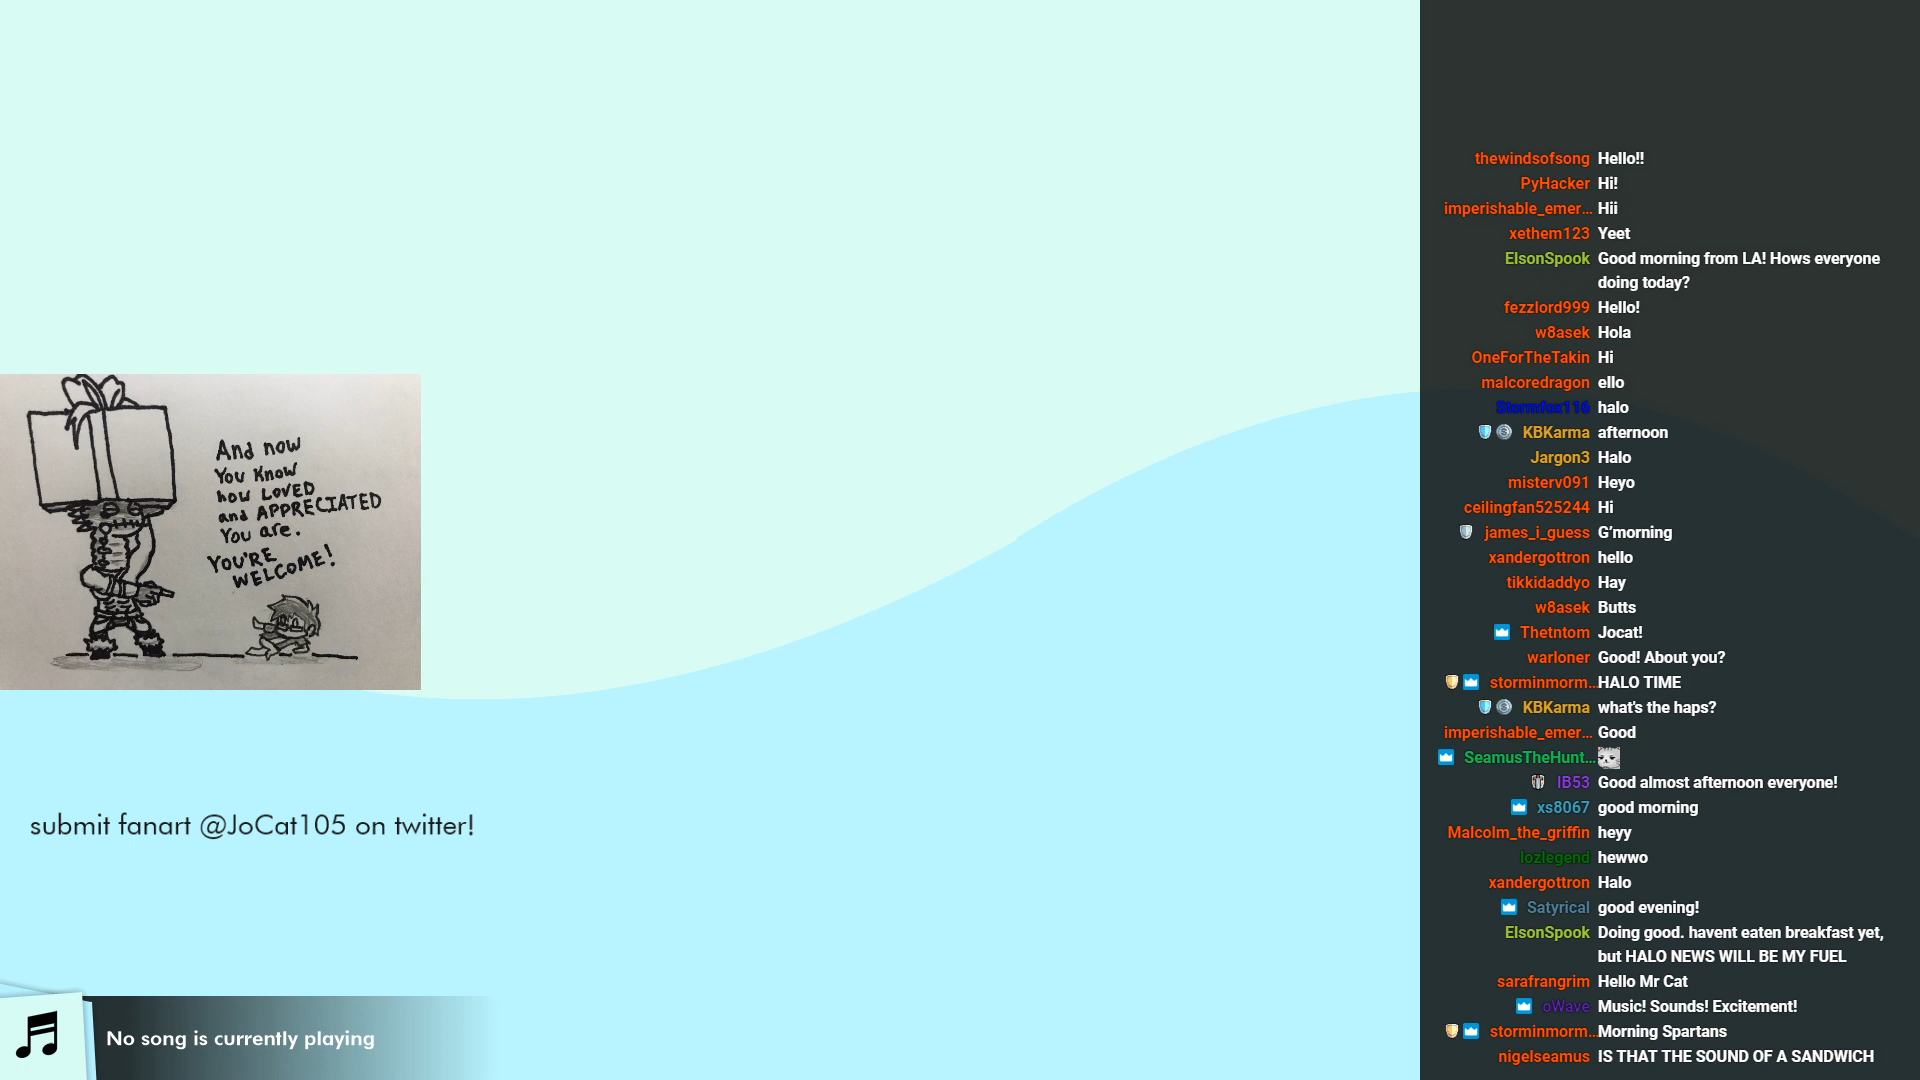 And now
You Know
how LOVED
and APPRECIATED
You are.
YOU'RE
WELCOME!
submit fanart @JoCat105 on twitter!
No song is currently playing
thewindsofsong Hello!!
PyHacker Hi!
imperishable_emer... Hii
xethem123 Yeet
ElsonSpook Good morning from LA! Hows everyone
doing today?
fezzlord999 Hello!
w8asek Hola
OneForTheTakin Hi
malcoredragon ello
Stormfox116 halo
KBKarma afternoon
Jargon3 Halo
misterv091 Heyo
ceilingfan525244 Hi
james_i_guess G’morning
xandergottron hello
tikkidaddyo Hay
w8asek Butts
Thetntom Jocat!
warloner Good! About you?
storminmorm... HALO TIME
KBKarma what's the haps?
imperishable_emer... Good
SeamusTheHunt...
IB53 Good almost afternoon everyone!
xs8067 good morning
Malcolm_the_griffin heyy
lozlegend hewwo
xandergottron Halo
Satyrical good evening!
ElsonSpook Doing good. havent eaten breakfast yet,
but HALO NEWS WILL BE MY FUEL
sarafrangrim Hello Mr Cat
oWave Music! Sounds! Excitement!
storminmorm... Morning Spartans
nigelseamus IS THAT THE SOUND OF A SANDWICH